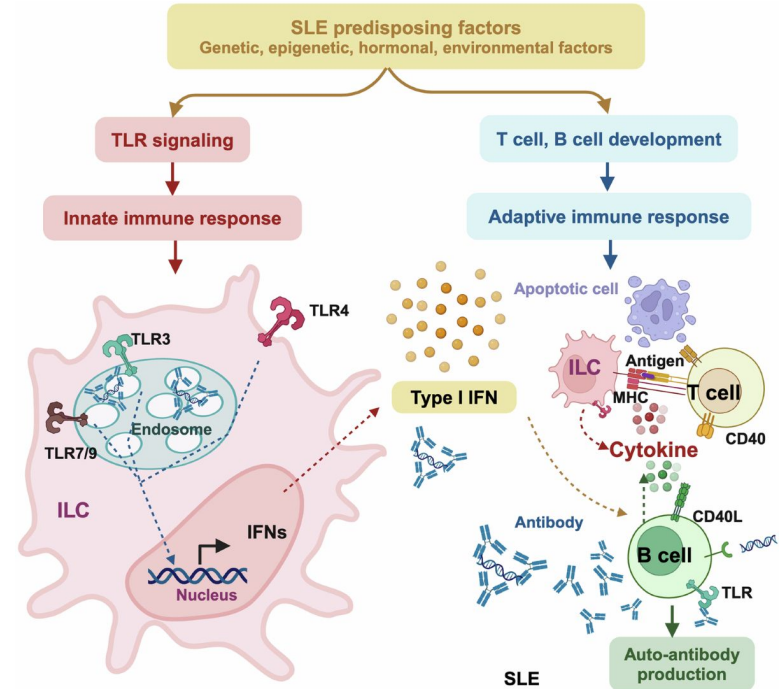 SLE predisposing factors
Genetic, epigenetic, hormonal, environmental factors
TLR signaling
T cell, B cell development
Innate immune response
Adaptive immune response
Apoptotic cell
TLR4
TLR3
ILC
Antigen
MHC
T cell
Type I IFN
CD40
Endosome
TLR7/9
Cytokine
ILC
IFNs
Nucleus
Antibody
CD40L
B cell
TLR
Auto-antibody
production
SLE